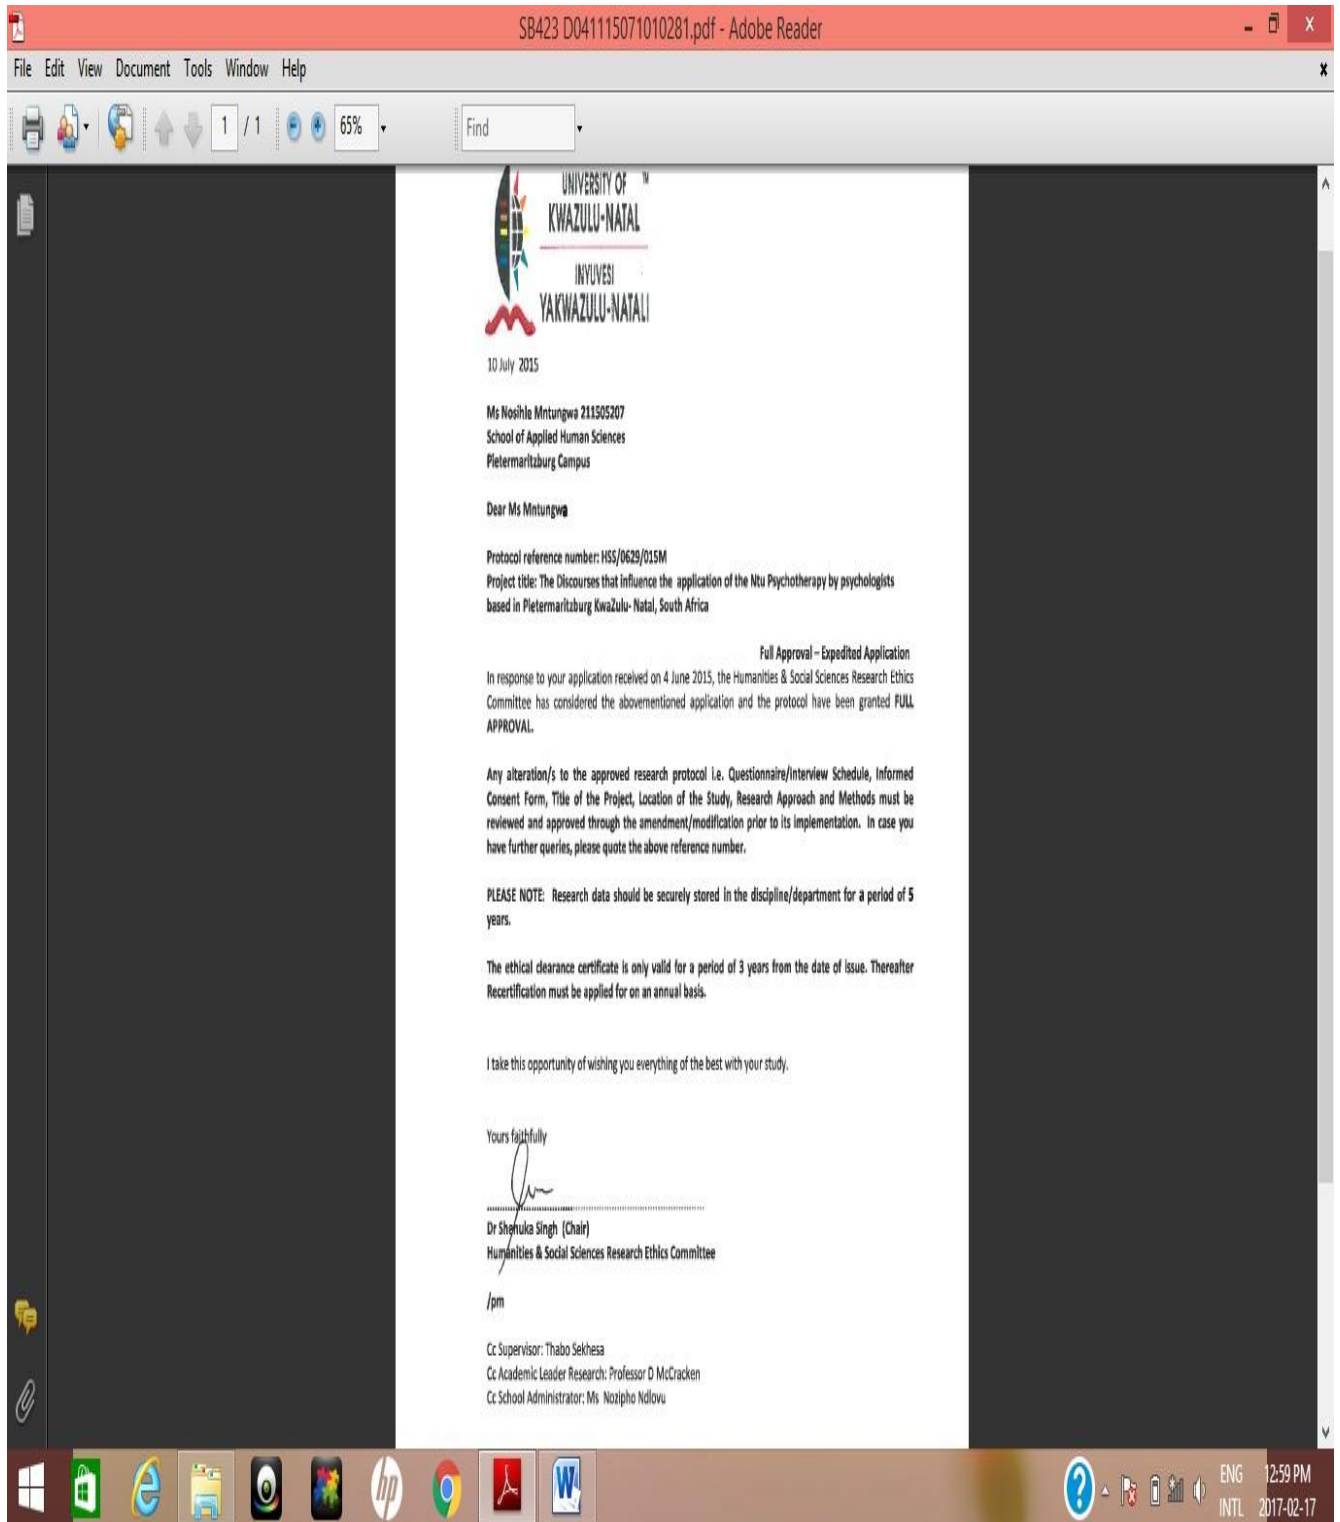 SB423 D041115071010281.pdf - Adobe Reader
File Edit View Document Tools Window Help
1 / 1 65% Find
UNIVERSITY OF ™
KWAZULU-NATAL
INYUVESI
YAKWAZULU-NATALI
10 July 2015
Ms Nosihle Mntungwa 211505207
School of Applied Human Sciences
Pietermaritzburg Campus
Dear Ms Mntungwa
Protocol reference number: HSS/0629/015M
Project title: The Discourses that influence the application of the Ntu Psychotherapy by psychologists
based in Pietermaritzburg KwaZulu- Natal, South Africa
Full Approval – Expedited Application
In response to your application received on 4 June 2015, the Humanities & Social Sciences Research Ethics
Committee has considered the abovementioned application and the protocol have been granted FULL
APPROVAL.
Any alteration/s to the approved research protocol i.e. Questionnaire/Interview Schedule, Informed
Consent Form, Title of the Project, Location of the Study, Research Approach and Methods must be
reviewed and approved through the amendment/modification prior to its implementation. In case you
have further queries, please quote the above reference number.
PLEASE NOTE: Research data should be securely stored in the discipline/department for a period of 5
years.
The ethical clearance certificate is only valid for a period of 3 years from the date of issue. Thereafter
Recertification must be applied for on an annual basis.
I take this opportunity of wishing you everything of the best with your study.
Yours faithfully
Dr Shenuka Singh (Chair)
Humanities & Social Sciences Research Ethics Committee
/pm
Cc Supervisor: Thabo Sekhesa
Cc Academic Leader Research: Professor D McCracken
Cc School Administrator: Ms Nozipho Ndlovu
hp
ENG 12:59 PM
INTL 2017-02-17